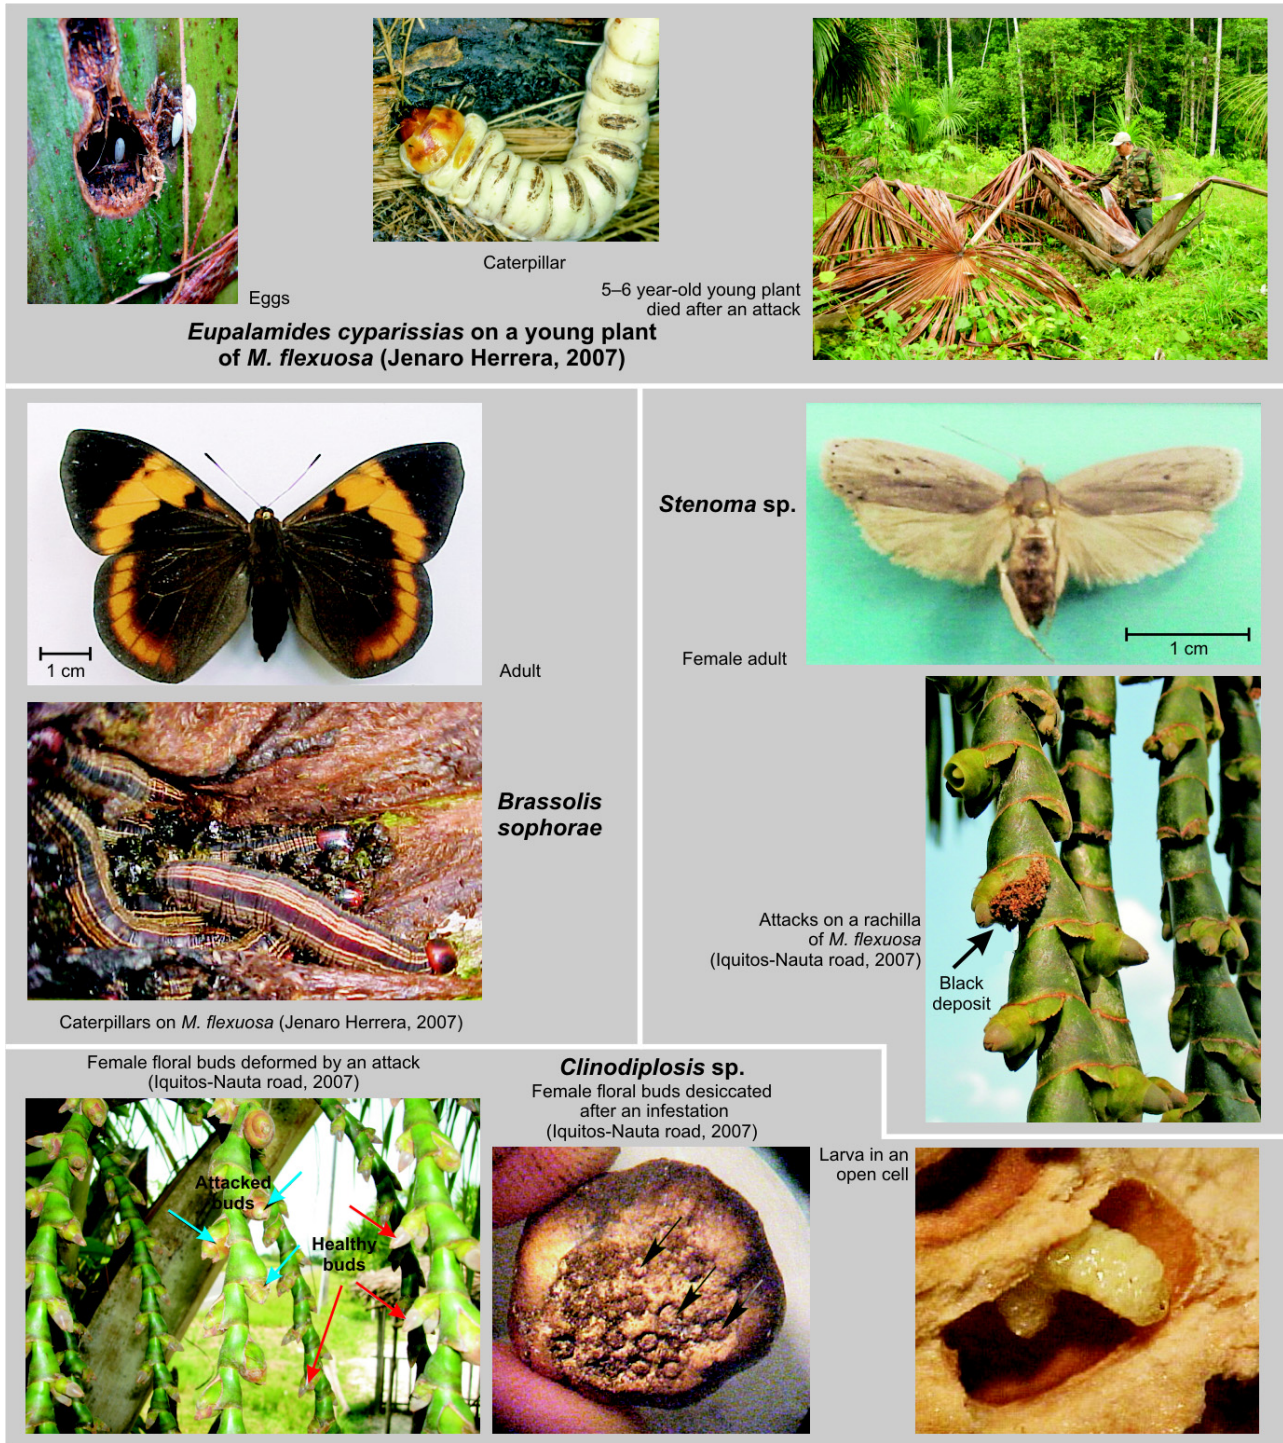 Eggs
Caterpillar
5–6 year-old young plant
died after an attack
Eupalamides cyparissias on a young plant
of M. flexuosa (Jenaro Herrera, 2007)
1 cm
Adult
Brassolis
sophorae
Caterpillars on M. flexuosa (Jenaro Herrera, 2007)
Stenoma sp.
Female adult
1 cm
Attacks on a rachilla
of M. flexuosa
(Iquitos-Nauta road, 2007)
Black
deposit
Female floral buds deformed by an attack
(Iquitos-Nauta road, 2007)
Attacked
buds
Healthy
buds
Clinodiplosis sp.
Female floral buds desiccated
after an infestation
(Iquitos-Nauta road, 2007)
Larva in an
open cell